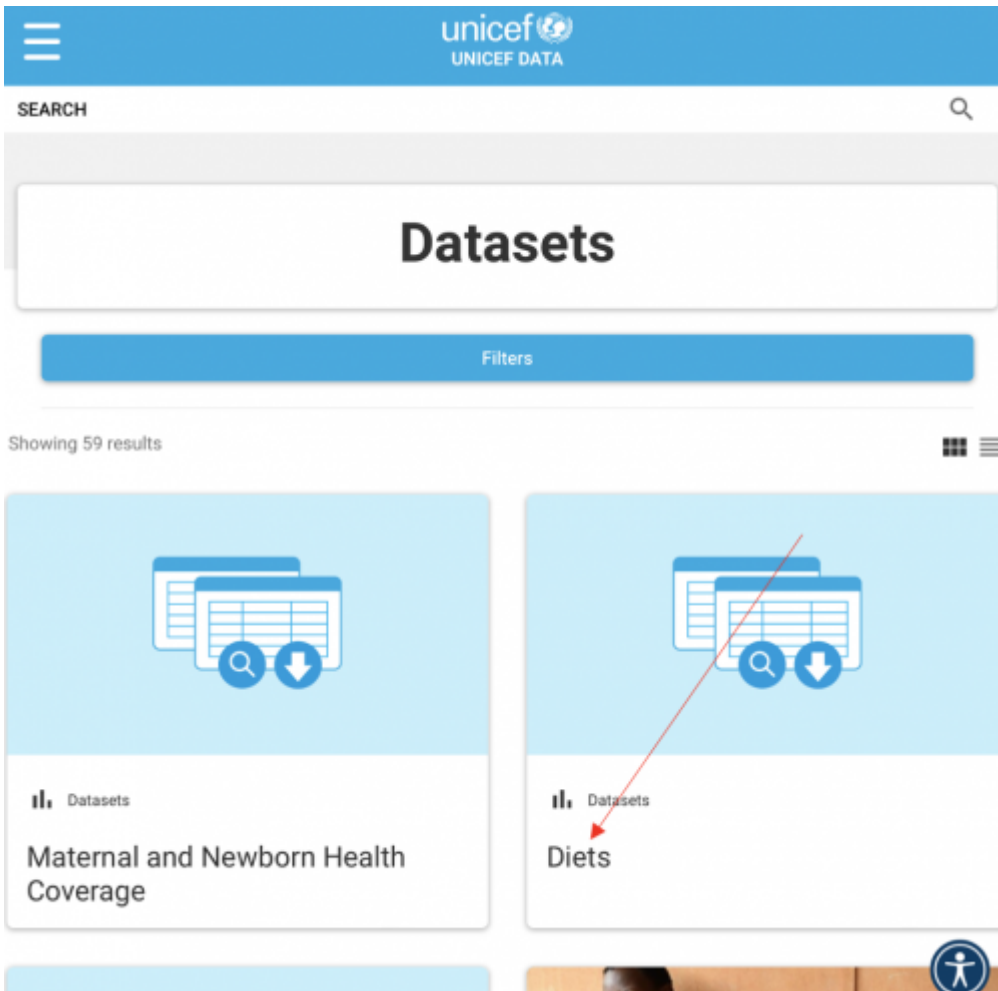 unicef
UNICEF DATA
SEARCH
Datasets
Filters
Showing 59 results
Datasets
Maternal and Newborn Health
Coverage
Datasets
Diets